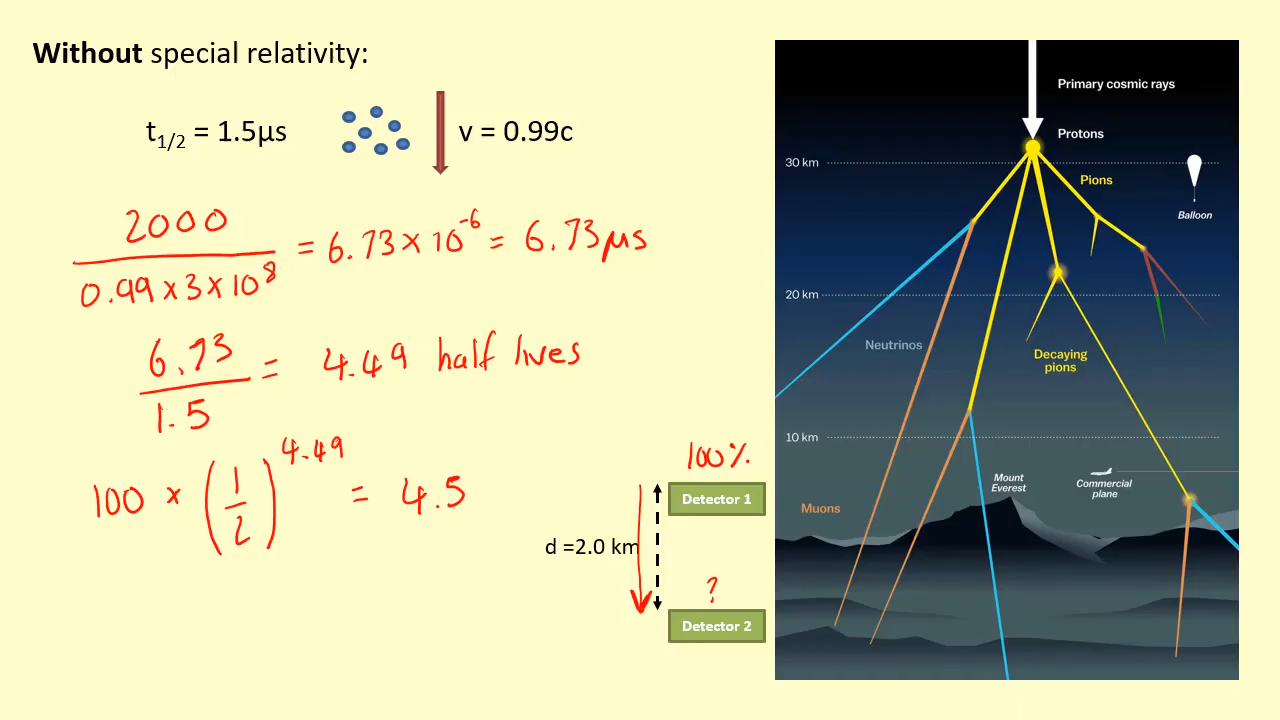 Without special relativity:
t1/2 = 1.5µs
v = 0.99c
2000 / 0.99 × 3 × 10^8 = 6.73 × 10^-6 = 6.73 µs
6.73 / 1.5 = 4.49 half lives
100 × (1/2)^4.49 = 4.5
100%
Detector 1
d =2.0 km
?
Detector 2
Primary cosmic rays
Protons
30 km
Pions
Balloon
20 km
Neutrinos
Decaying
pions
10 km
Mount
Everest
Commercial
plane
Muons